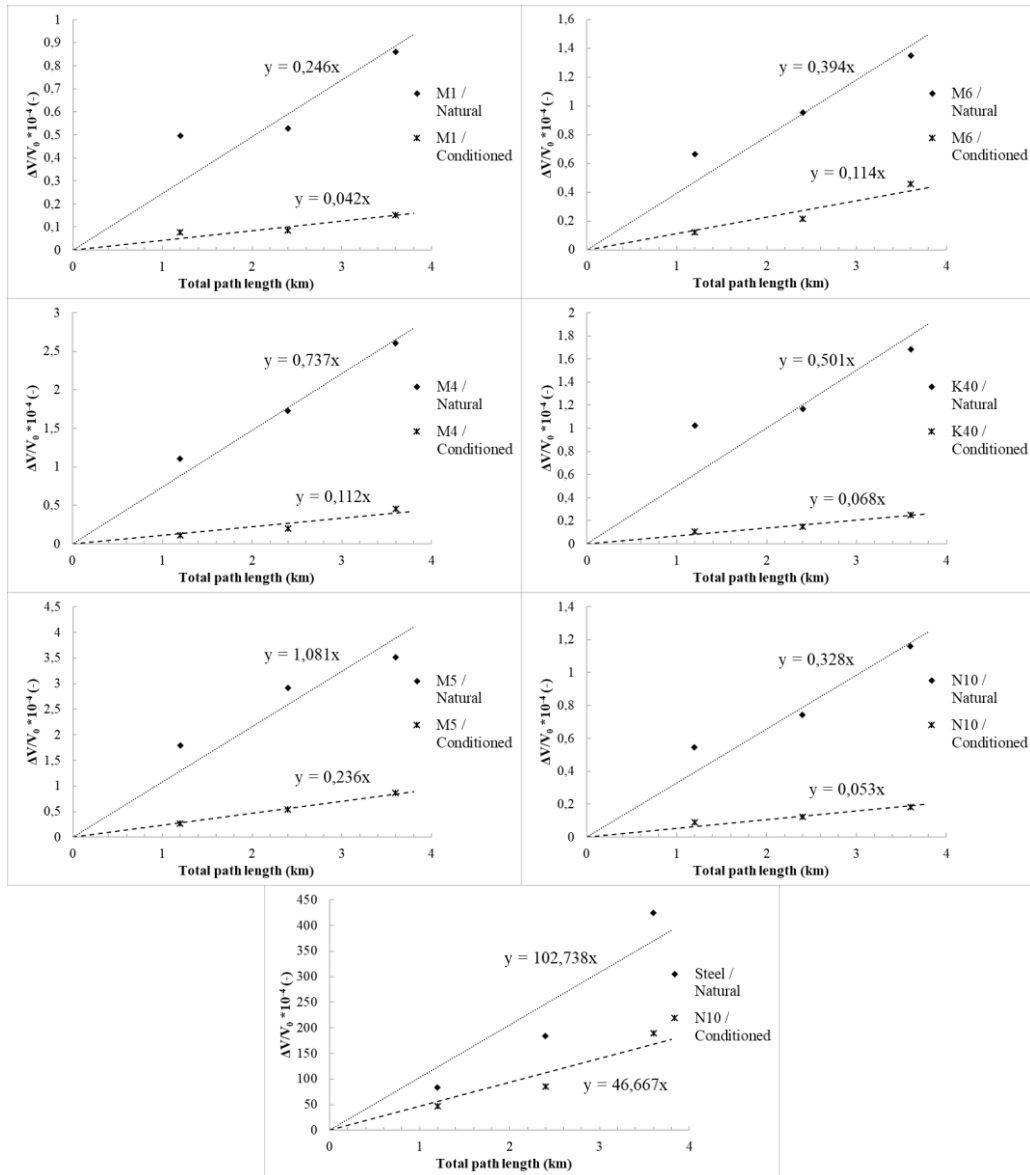 1
0,9
0,8
0,7
0,6
0,5
0,4
0,3
0,2
0,1
0
ΔV/V₀ *10⁻⁴ (-)
y = 0,246x
y = 0,042x
M1 /
Natural
M1 /
Conditioned
0 1 2 3 4
Total path length (km)
1,6
1,4
1,2
1
0,8
0,6
0,4
0,2
0
ΔV/V₀ *10⁻⁴ (-)
y = 0,394x
y = 0,114x
M6 /
Natural
M6 /
Conditioned
0 1 2 3 4
Total path length (km)
3
2,5
2
1,5
1
0,5
0
ΔV/V₀ *10⁻⁴ (-)
y = 0,737x
y = 0,112x
M4 /
Natural
M4 /
Conditioned
0 1 2 3 4
Total path length (km)
2
1,8
1,6
1,4
1,2
1
0,8
0,6
0,4
0,2
0
ΔV/V₀ *10⁻⁴ (-)
y = 0,501x
y = 0,068x
K40 /
Natural
K40 /
Conditioned
0 1 2 3 4
Total path length (km)
4,5
4
3,5
3
2,5
2
1,5
1
0,5
0
ΔV/V₀ *10⁻⁴ (-)
y = 1,081x
y = 0,236x
M5 /
Natural
M5 /
Conditioned
0 1 2 3 4
Total path length (km)
1,4
1,2
1
0,8
0,6
0,4
0,2
0
ΔV/V₀ *10⁻⁴ (-)
y = 0,328x
y = 0,053x
N10 /
Natural
N10 /
Conditioned
0 1 2 3 4
Total path length (km)
450
400
350
300
250
200
150
100
50
0
ΔV/V₀ *10⁻⁴ (-)
y = 102,738x
y = 46,667x
Steel /
Natural
N10 /
Conditioned
0 1 2 3 4
Total path length (km)